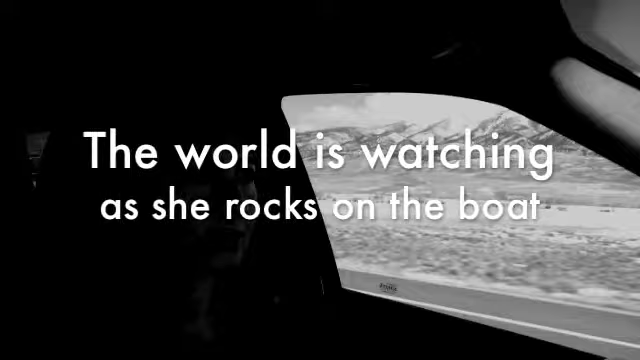 The world is watching
as she rocks on the boat